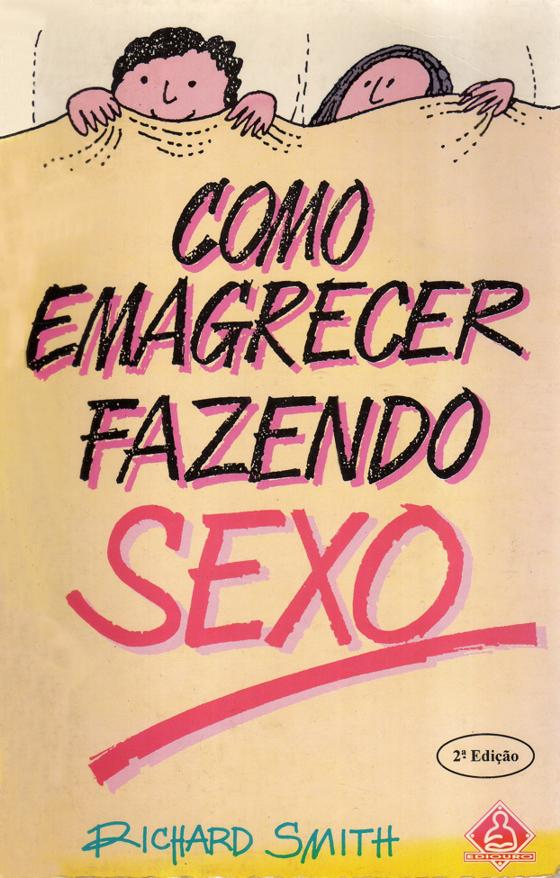 COMO
EMAGRECER
FAZENDO
SEXO
2ª Edição
RICHARD SMITH
EDIOURO